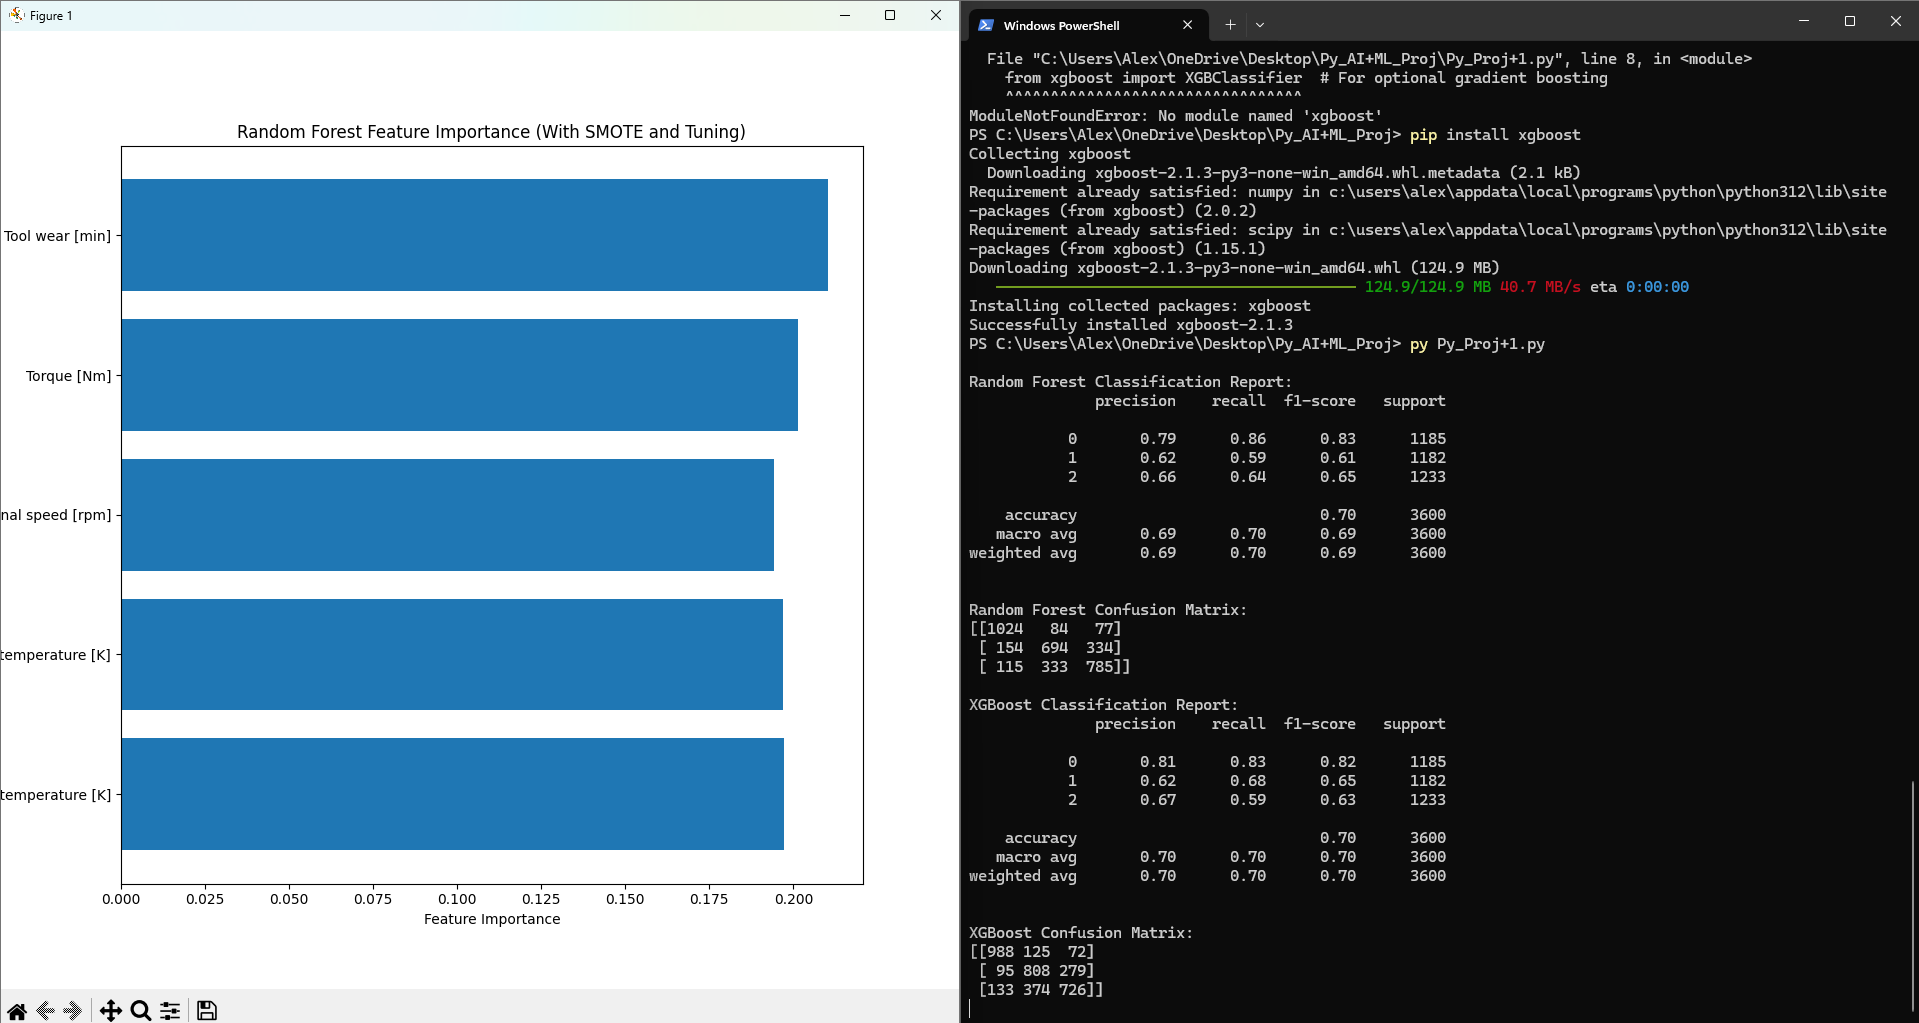 Figure 1
Random Forest Feature Importance (With SMOTE and Tuning)
Tool wear [min]
Torque [Nm]
nal speed [rpm]
temperature [K]
temperature [K]
0.000 0.025 0.050 0.075 0.100 0.125 0.150 0.175 0.200
Feature Importance
Windows PowerShell
File "C:\Users\Alex\OneDrive\Desktop\Py_AI+ML_Proj\Py_Proj+1.py", line 8, in <module>
from xgboost import XGBClassifier  # For optional gradient boosting
^^^^^^^^^^^^^^^^^^^^^^^^^^^^^^^^^
ModuleNotFoundError: No module named 'xgboost'
PS C:\Users\Alex\OneDrive\Desktop\Py_AI+ML_Proj> pip install xgboost
Collecting xgboost
Downloading xgboost-2.1.3-py3-none-win_amd64.whl.metadata (2.1 kB)
Requirement already satisfied: numpy in c:\users\alex\appdata\local\programs\python\python312\lib\site
-packages (from xgboost) (2.0.2)
Requirement already satisfied: scipy in c:\users\alex\appdata\local\programs\python\python312\lib\site
-packages (from xgboost) (1.15.1)
Downloading xgboost-2.1.3-py3-none-win_amd64.whl (124.9 MB)
124.9/124.9 MB 40.7 MB/s eta 0:00:00
Installing collected packages: xgboost
Successfully installed xgboost-2.1.3
PS C:\Users\Alex\OneDrive\Desktop\Py_AI+ML_Proj> py Py_Proj+1.py
Random Forest Classification Report:
precision    recall  f1-score   support
0       0.79      0.86      0.83      1185
1       0.62      0.59      0.61      1182
2       0.66      0.64      0.65      1233
accuracy                           0.70      3600
macro avg       0.69      0.70      0.69      3600
weighted avg       0.69      0.70      0.69      3600
Random Forest Confusion Matrix:
[[1024   84   77]
[ 154  694  334]
[ 115  333  785]]
XGBoost Classification Report:
precision    recall  f1-score   support
0       0.81      0.83      0.82      1185
1       0.62      0.68      0.65      1182
2       0.67      0.59      0.63      1233
accuracy                           0.70      3600
macro avg       0.70      0.70      0.70      3600
weighted avg       0.70      0.70      0.70      3600
XGBoost Confusion Matrix:
[[988 125  72]
[ 95 808 279]
[133 374 726]]